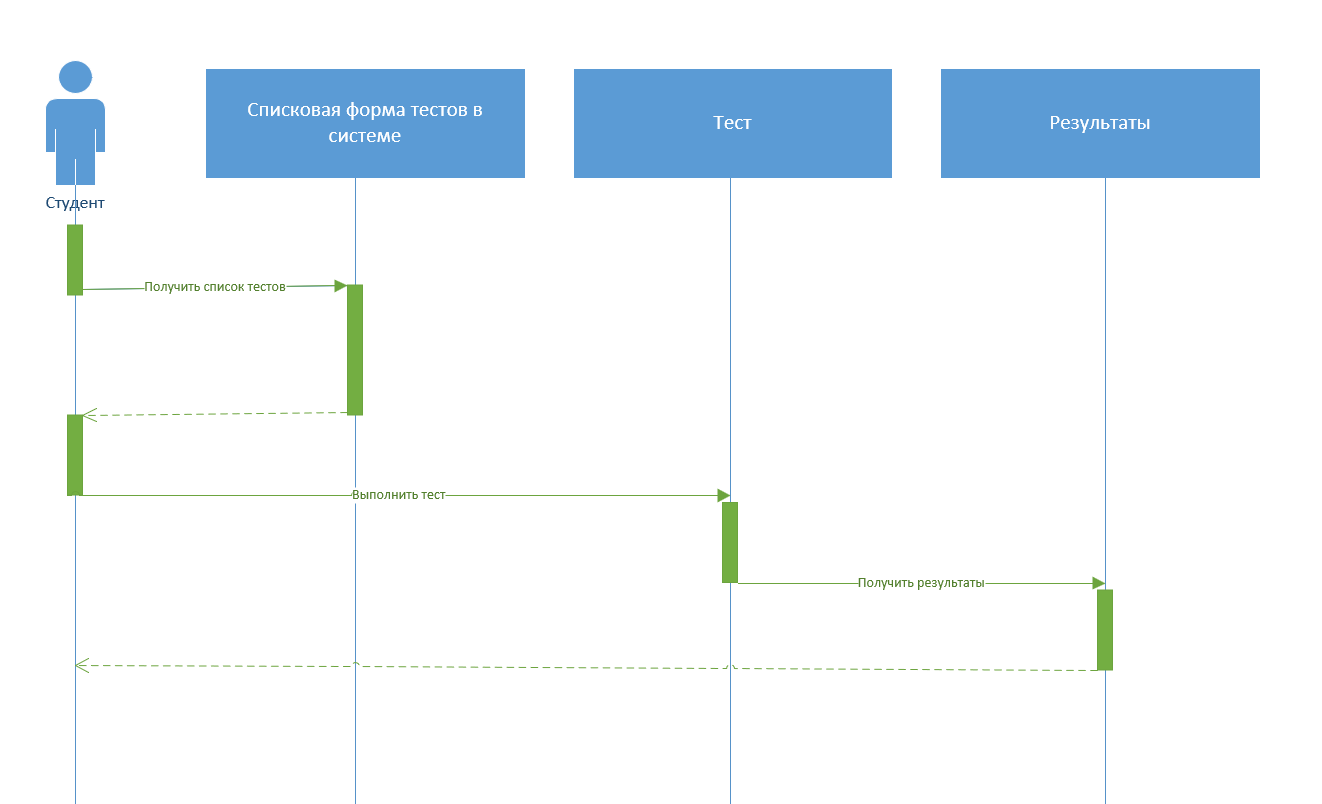 Списковая форма тестов в
системе
Тест
Результаты
Студент
Получить список тестов
Выполнить тест
Получить результаты